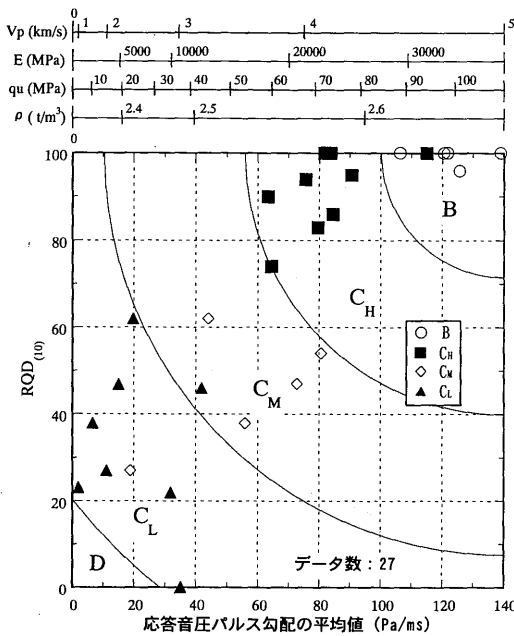 0
Vp (km/s) 1 2 3 4 5
E (MPa) 5000 10000 20000 30000
qu (MPa) 10 20 30 40 50 60 70 80 90 100
ρ ( t/m³) 2.4 2.5 2.6
0
100
80
60
40
20
0
RQD(10)
B
CH
CM
CL
D
○ B
■ CH
◇ CM
▲ CL
データ数：27
0 20 40 60 80 100 120 140
応答音圧パルス勾配の平均値 (Pa/ms)